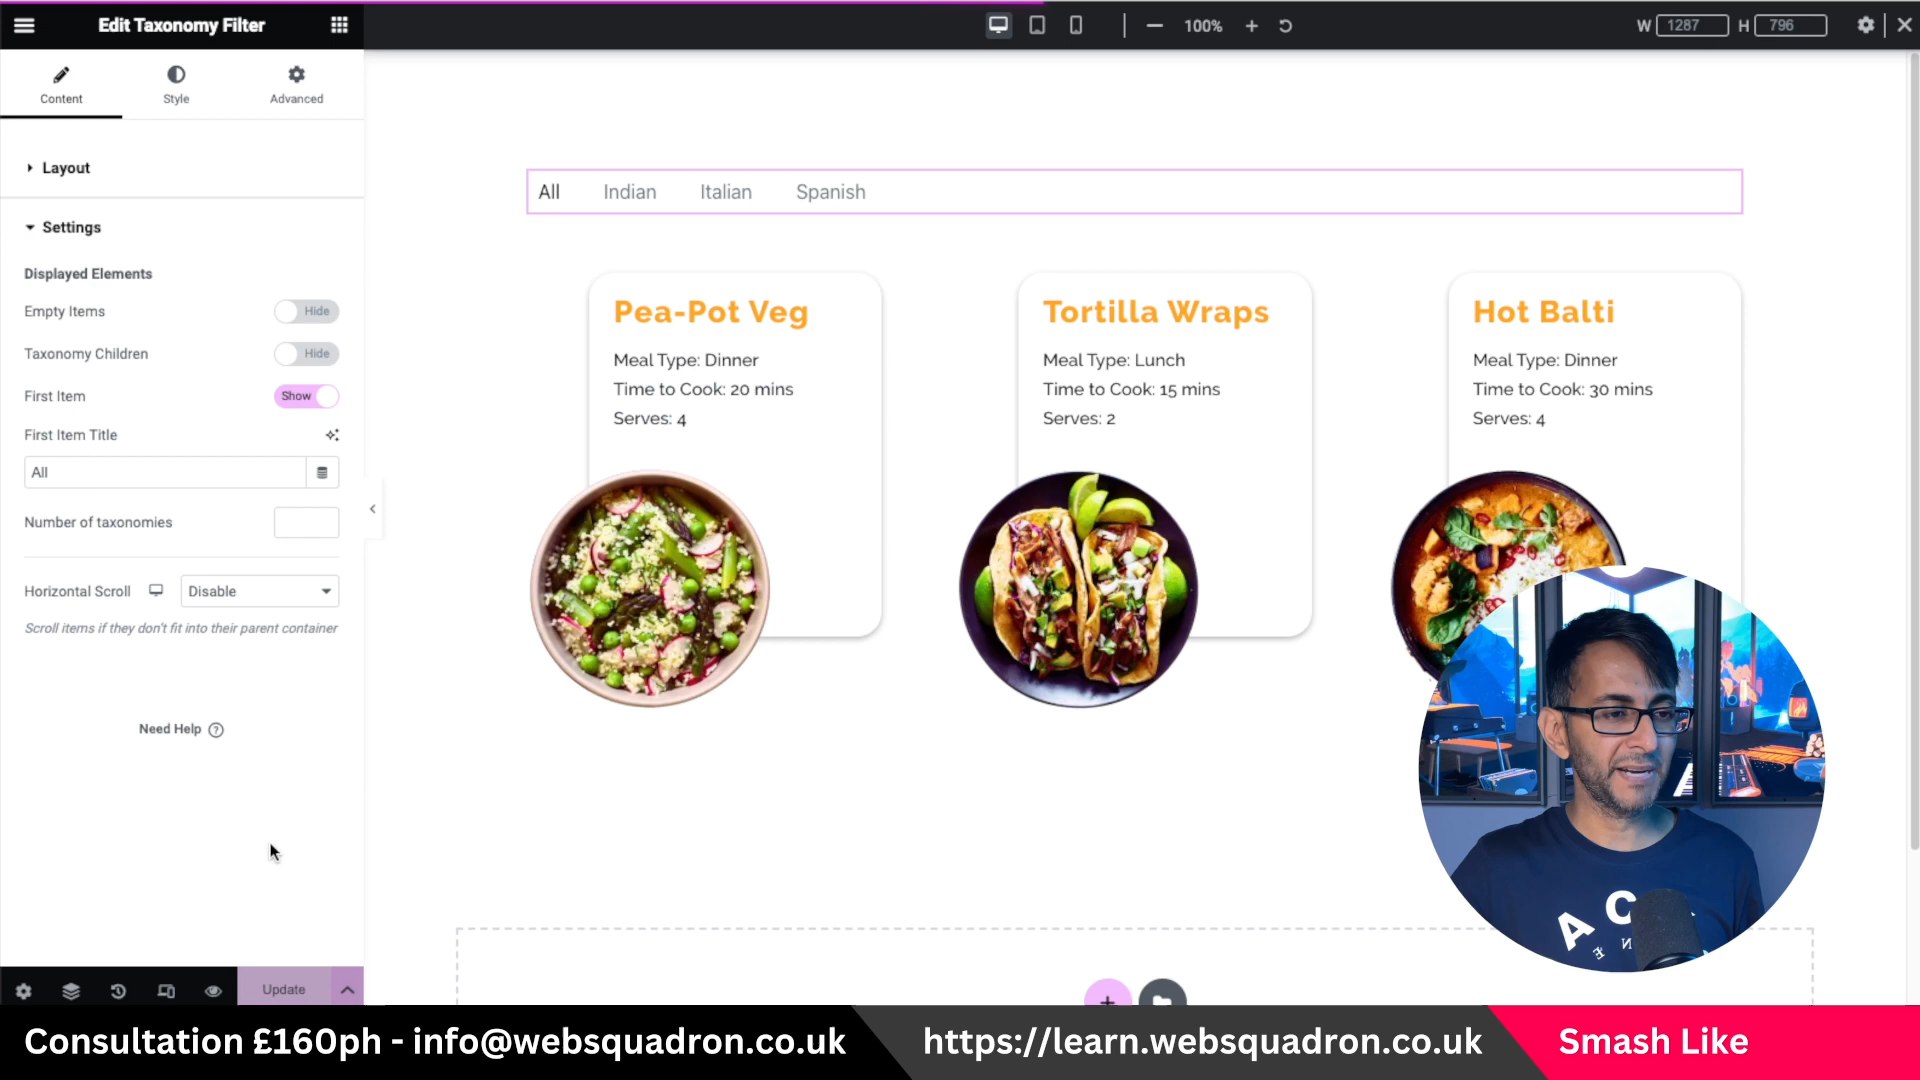 Edit Taxonomy Filter
100%
W 1287 H 796
Content Style Advanced
Layout
Settings
Displayed Elements
Empty Items Hide
Taxonomy Children Hide
First Item Show
First Item Title
All
Number of taxonomies
Horizontal Scroll Disable
Scroll items if they don't fit into their parent container
Need Help
Update
All Indian Italian Spanish
Pea-Pot Veg
Meal Type: Dinner
Time to Cook: 20 mins
Serves: 4
Tortilla Wraps
Meal Type: Lunch
Time to Cook: 15 mins
Serves: 2
Hot Balti
Meal Type: Dinner
Time to Cook: 30 mins
Serves: 4
Consultation £160ph - info@websquadron.co.uk
https://learn.websquadron.co.uk
Smash Like